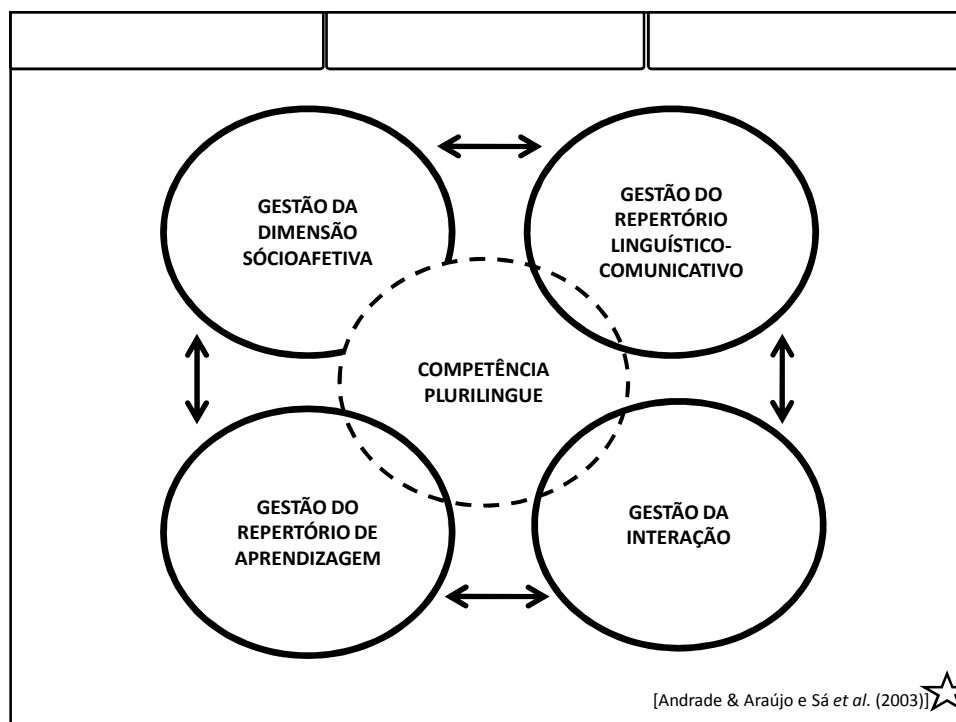 GESTÃO DA
DIMENSÃO
SÓCIOAFETIVA
GESTÃO DO
REPERTÓRIO
LINGUÍSTICO-
COMUNICATIVO
COMPETÊNCIA
PLURILINGUE
GESTÃO DO
REPERTÓRIO DE
APRENDIZAGEM
GESTÃO DA
INTERAÇÃO
[Andrade & Araújo e Sá et al. (2003)]